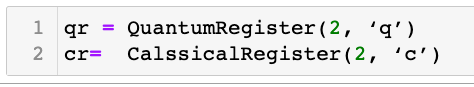 1 qr = QuantumRegister(2, ‘q’)
2 cr=  CalssicalRegister(2, ‘c’)